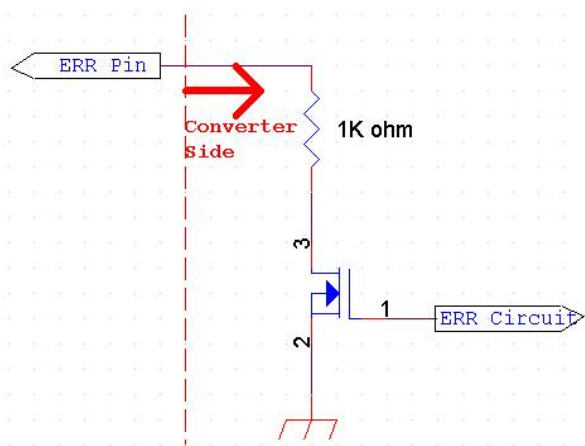 ERR Pin
Converter
Side
1K ohm
3
1
ERR Circuit
2